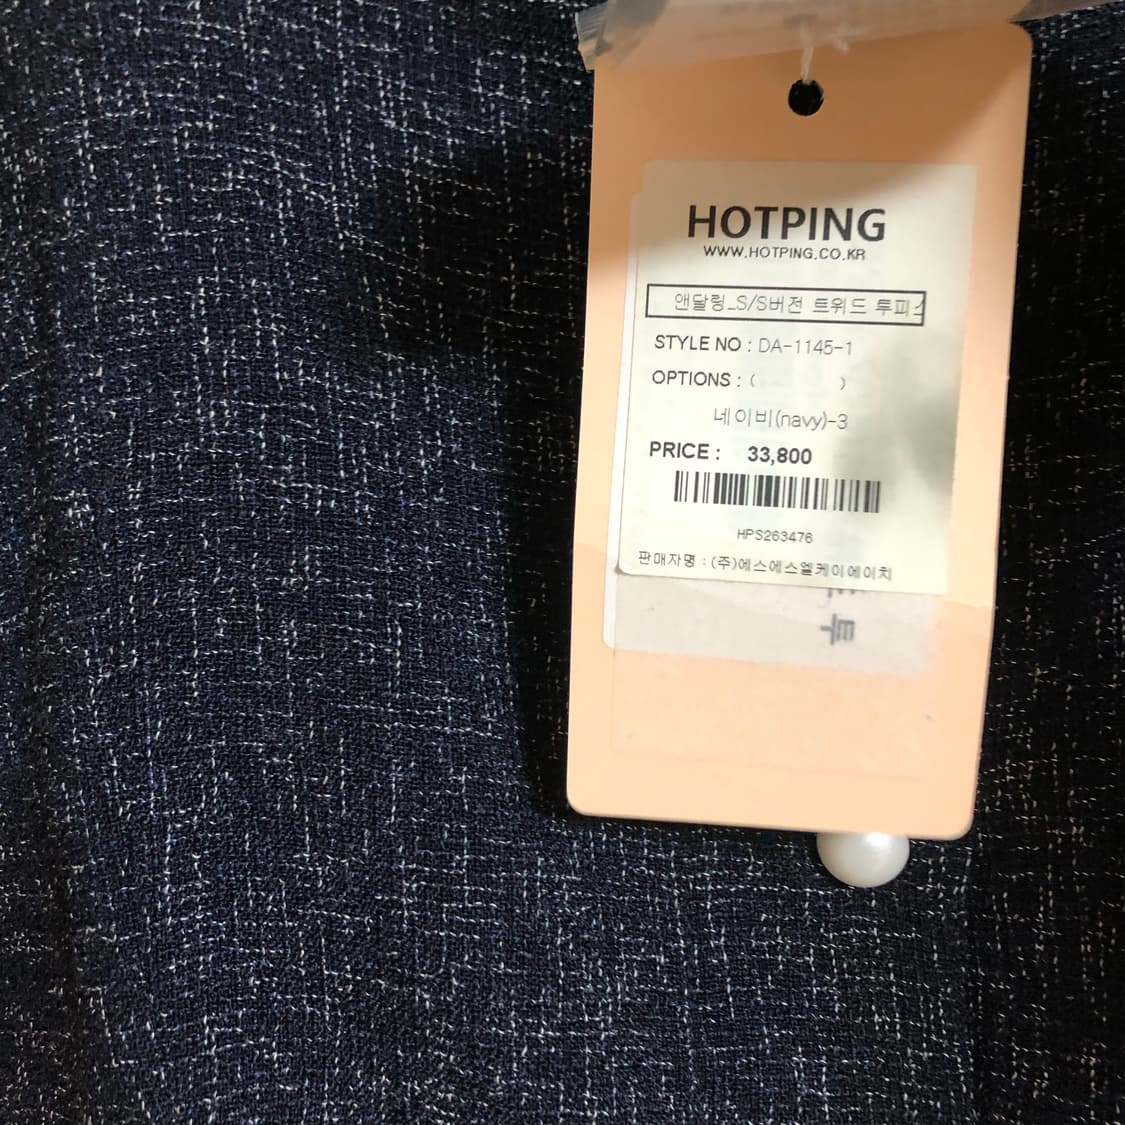 HOTPING
WWW.HOTPING.CO.KR
앤달링_S/S버전 트위드 투피스
STYLE NO : DA-1145-1
OPTIONS : ( )
네이비(navy)-3
PRICE : 33,800
HPS263476
판매자명 : (주)에스에스엘케이에이치